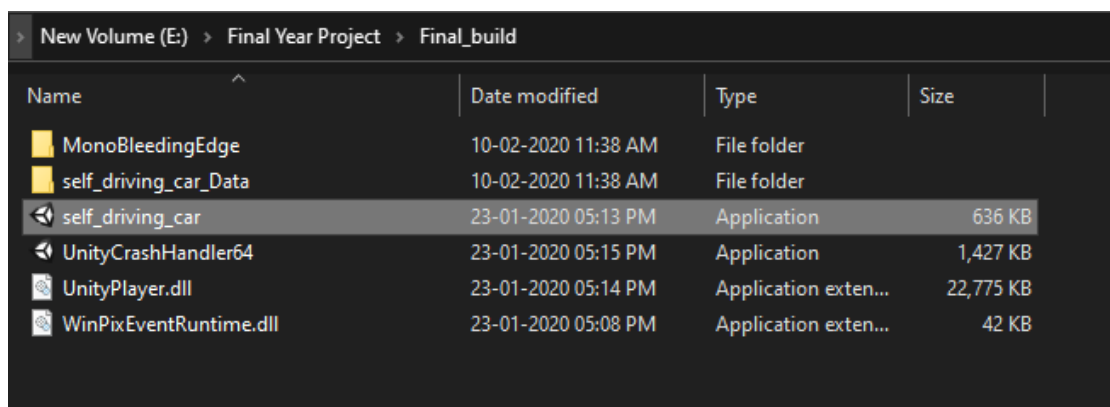 New Volume (E:) > Final Year Project > Final_build
Name Date modified Type Size
MonoBleedingEdge 10-02-2020 11:38 AM File folder
self_driving_car_Data 10-02-2020 11:38 AM File folder
self_driving_car 23-01-2020 05:13 PM Application 636 KB
UnityCrashHandler64 23-01-2020 05:15 PM Application 1,427 KB
UnityPlayer.dll 23-01-2020 05:14 PM Application exten... 22,775 KB
WinPixEventRuntime.dll 23-01-2020 05:08 PM Application exten... 42 KB